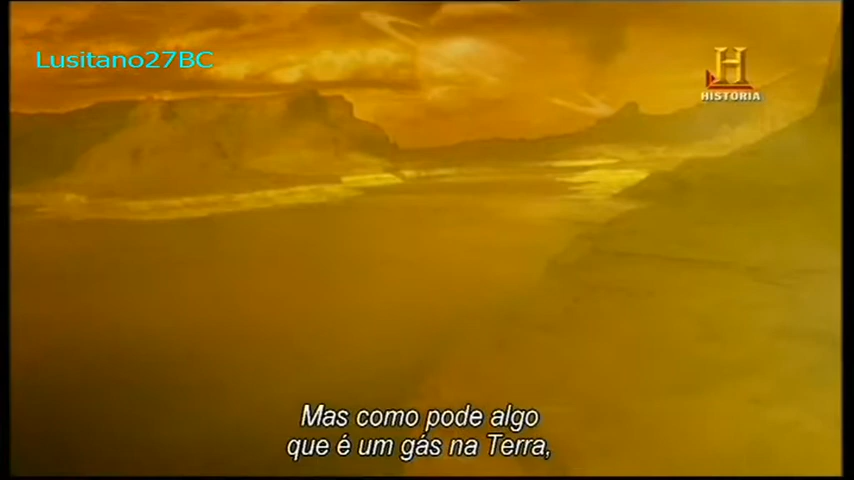 Lusitano27BC
H
HISTORIA
Mas como pode algo
que é um gás na Terra,